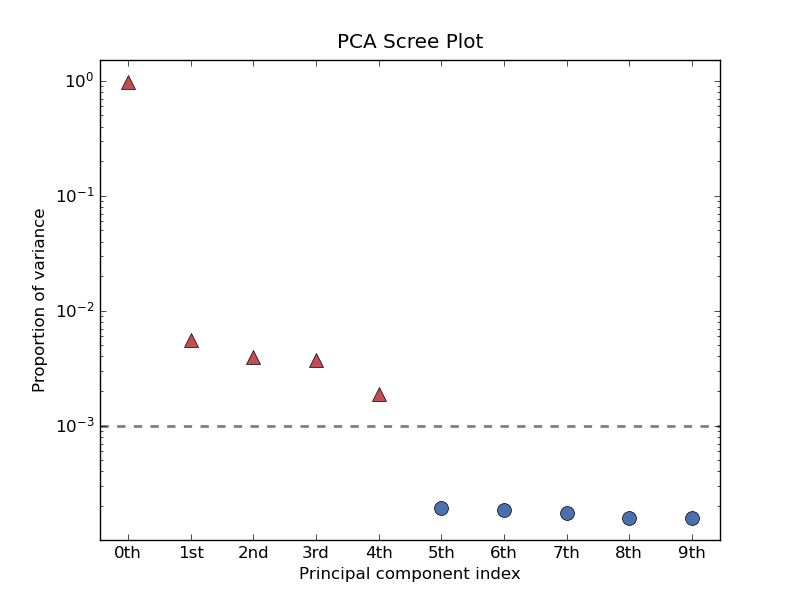 PCA Scree Plot
Proportion of variance
10⁰
10⁻¹
10⁻²
10⁻³
0th 1st 2nd 3rd 4th 5th 6th 7th 8th 9th
Principal component index